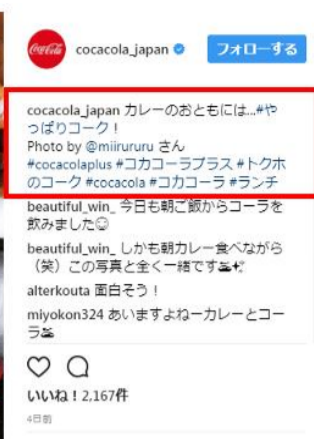 Coca-Cola
cocacola_japan フォローする
cocacola_japan カレーのおともには...#や
っぱりコーク！
Photo by @miirururu さん
#cocacolaplus #コカコーラプラス #トクホ
のコーク #cocacola #コカコーラ #ランチ
beautiful_win_ 今日も朝ご飯からコーラを
飲みました😋
beautiful_win_ しかも朝カレー食べながら
（笑）この写真と全く一緒です
alterkouta 面白そう！
miyokon324 あいますよねーカレーとコー
ラ
いいね！2,167件
4日前